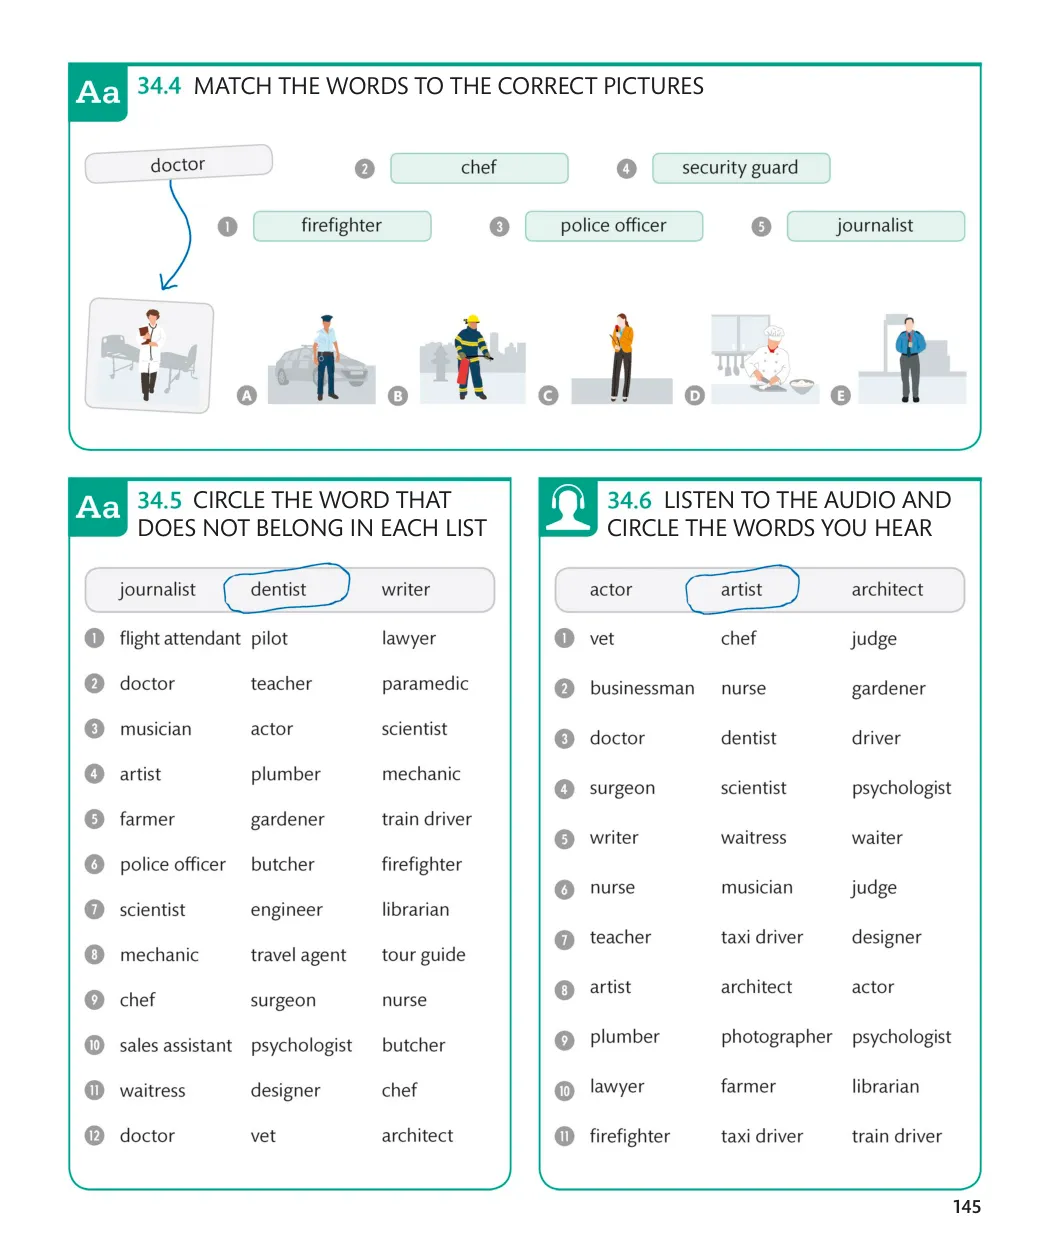 Aa 34.4 MATCH THE WORDS TO THE CORRECT PICTURES
doctor
2 chef
4 security guard
1 firefighter
3 police officer
5 journalist
A
B
C
D
E
Aa 34.5 CIRCLE THE WORD THAT
DOES NOT BELONG IN EACH LIST
journalist dentist writer
1 flight attendant pilot lawyer
2 doctor teacher paramedic
3 musician actor scientist
4 artist plumber mechanic
5 farmer gardener train driver
6 police officer butcher firefighter
7 scientist engineer librarian
8 mechanic travel agent tour guide
9 chef surgeon nurse
10 sales assistant psychologist butcher
11 waitress designer chef
12 doctor vet architect
34.6 LISTEN TO THE AUDIO AND
CIRCLE THE WORDS YOU HEAR
actor artist architect
1 vet chef judge
2 businessman nurse gardener
3 doctor dentist driver
4 surgeon scientist psychologist
5 writer waitress waiter
6 nurse musician judge
7 teacher taxi driver designer
8 artist architect actor
9 plumber photographer psychologist
10 lawyer farmer librarian
11 firefighter taxi driver train driver
145